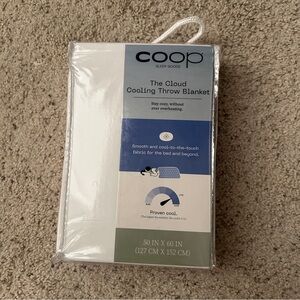 coop
SLEEP GOODS
The Cloud
Cooling Throw Blanket
Stay cozy, without
ever overheating.
Smooth and cool-to-the-touch
fabric for the bed and beyond.
Proven cool.
50 IN X 60 IN
(127 CM X 152 CM)